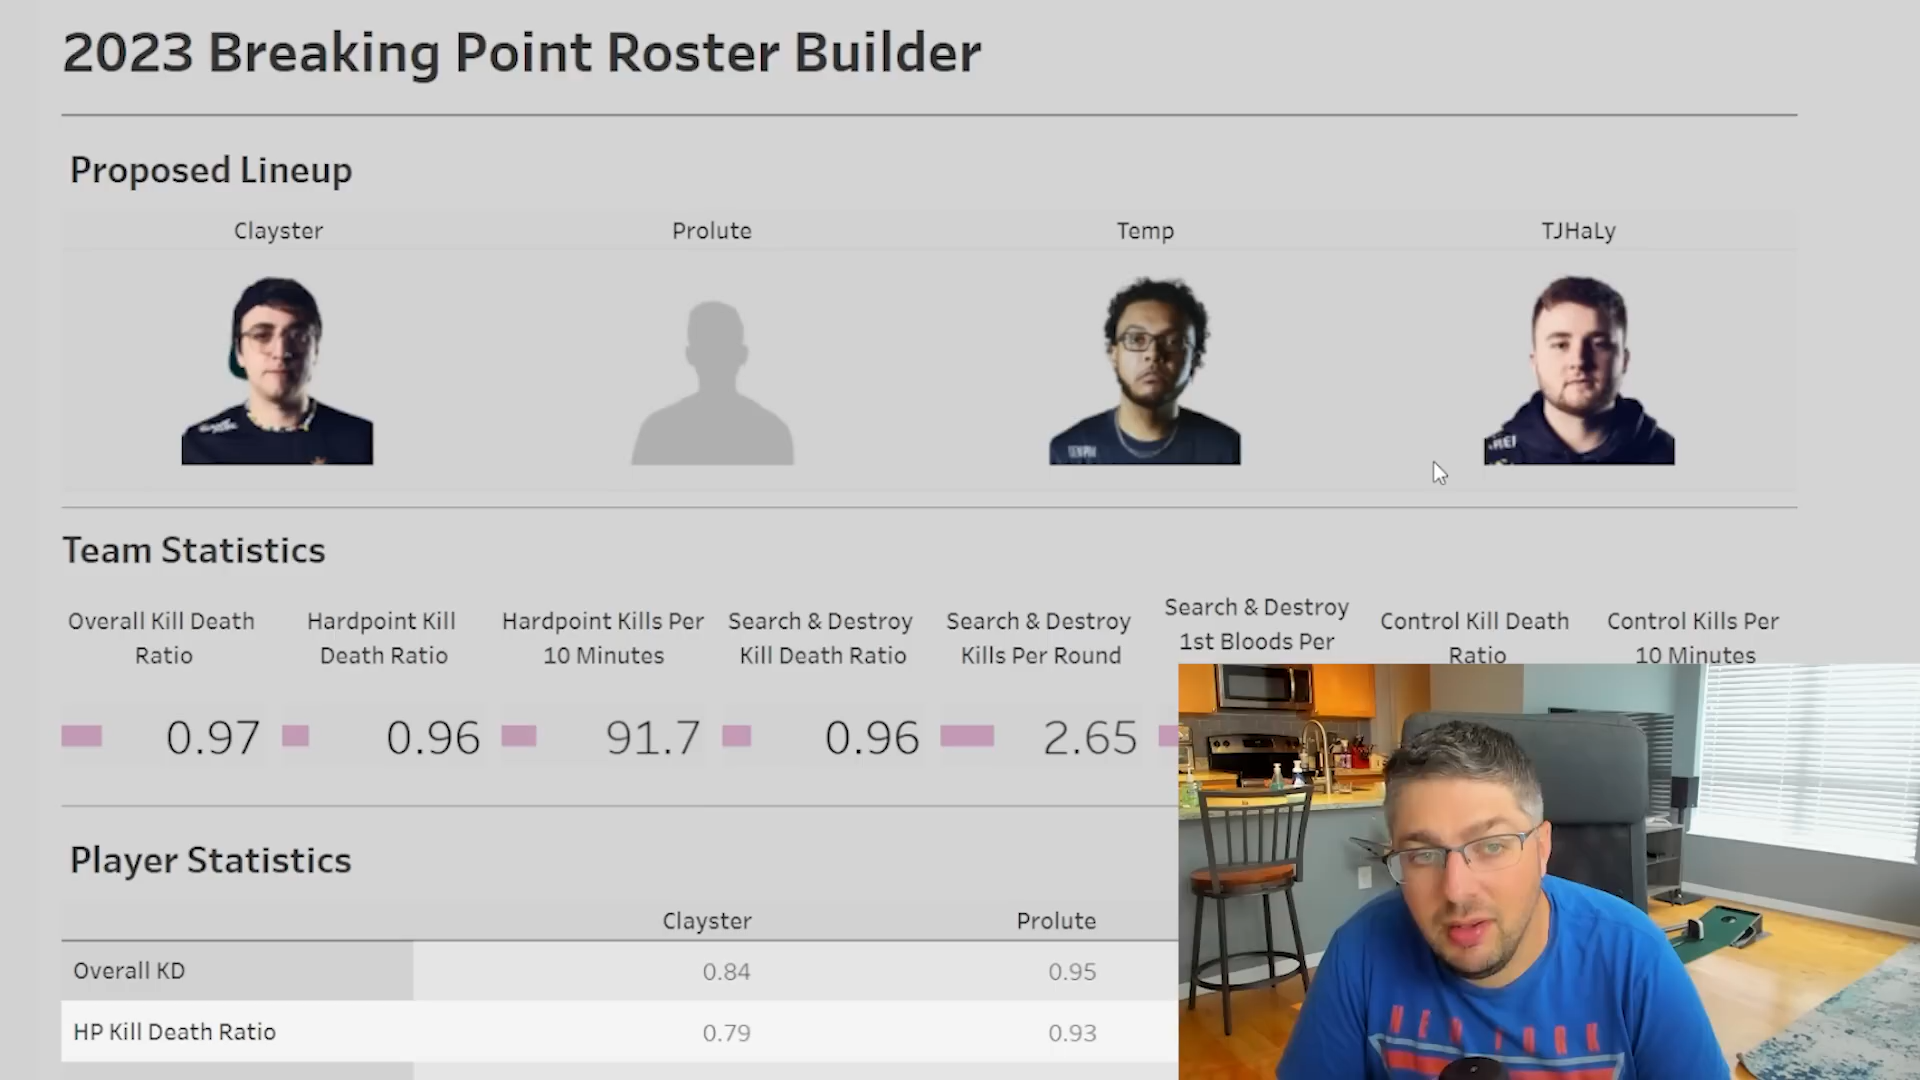 2023 Breaking Point Roster Builder
Proposed Lineup
Clayster Prolute Temp TJHaLy
Team Statistics
Overall Kill Death Ratio
Hardpoint Kill Death Ratio
Hardpoint Kills Per 10 Minutes
Search & Destroy Kill Death Ratio
Search & Destroy Kills Per Round
Search & Destroy 1st Bloods Per
Control Kill Death Ratio
Control Kills Per 10 Minutes
0.97 0.96 91.7 0.96 2.65
Player Statistics
Clayster Prolute
Overall KD 0.84 0.95
HP Kill Death Ratio 0.79 0.93
NEW YORK